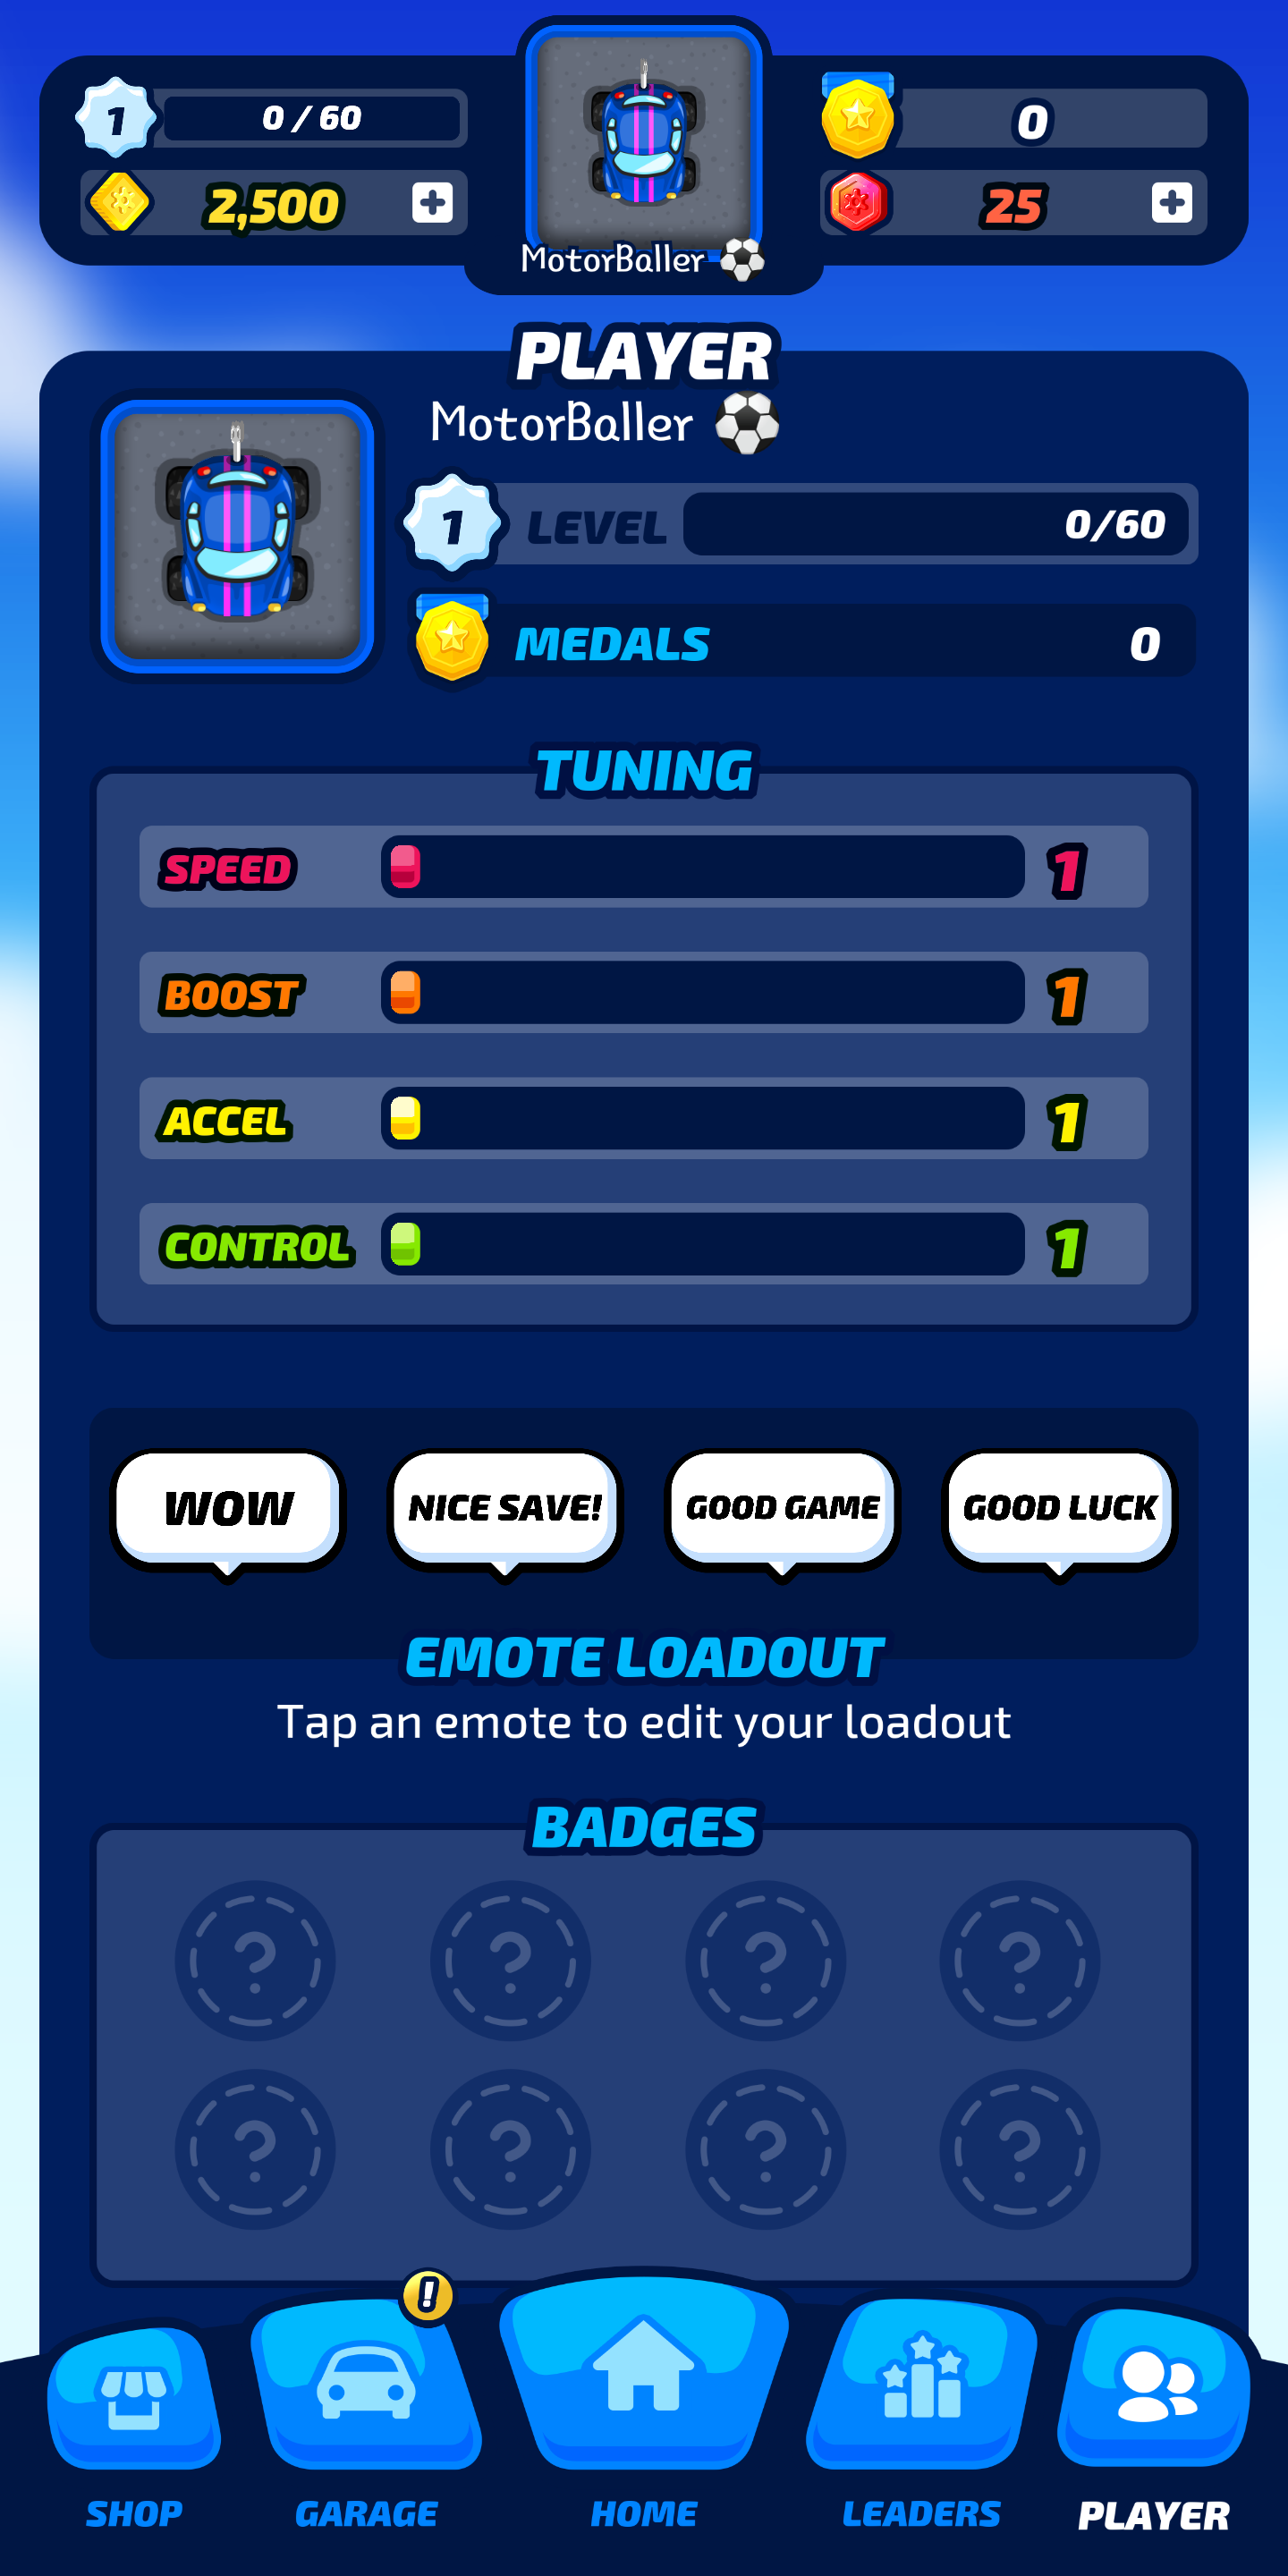 1
0 / 60
0
2,500
25
MotorBaller ⚽
PLAYER
MotorBaller ⚽
1
LEVEL
0/60
MEDALS
0
TUNING
SPEED
1
BOOST
1
ACCEL
1
CONTROL
1
WOW
NICE SAVE!
GOOD GAME
GOOD LUCK
EMOTE LOADOUT
Tap an emote to edit your loadout
BADGES
? ? ? ?
? ? ? ?
!
SHOP
GARAGE
HOME
LEADERS
PLAYER